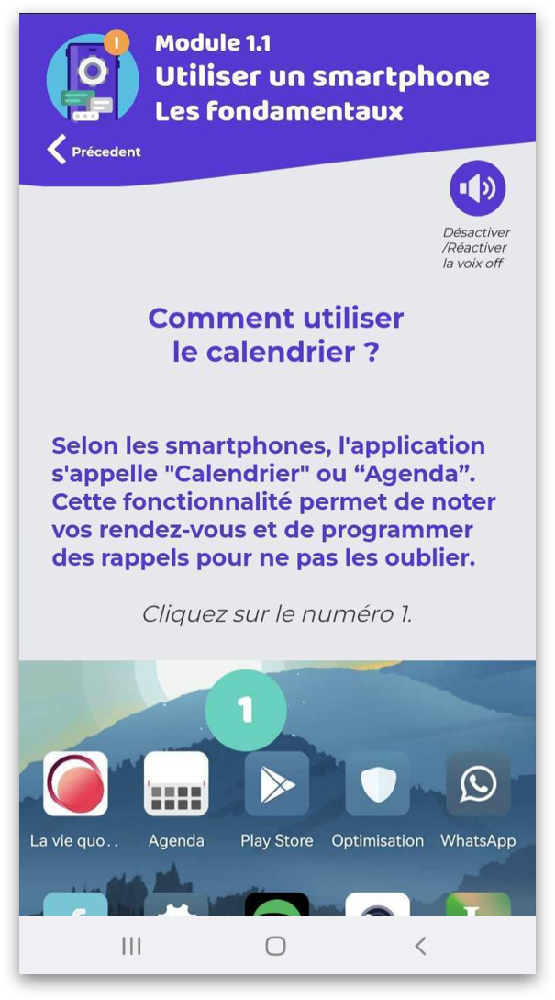 Module 1.1
Utiliser un smartphone
Les fondamentaux
Précedent
Désactiver
/Réactiver
la voix off
Comment utiliser
le calendrier ?
Selon les smartphones, l'application
s'appelle "Calendrier" ou “Agenda”.
Cette fonctionnalité permet de noter
vos rendez-vous et de programmer
des rappels pour ne pas les oublier.
Cliquez sur le numéro 1.
1
La vie quo.. Agenda Play Store Optimisation WhatsApp